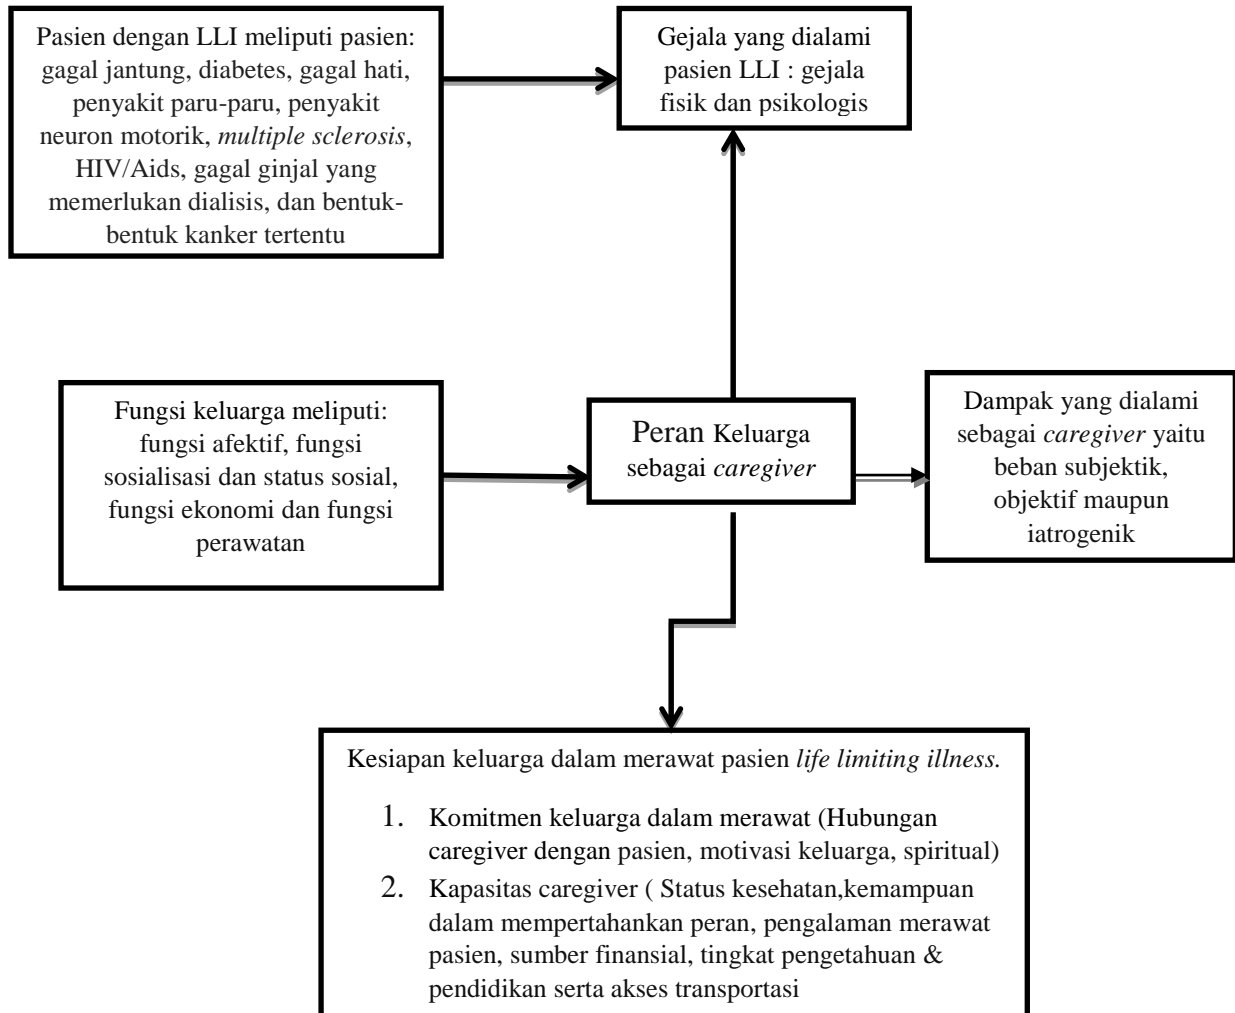 Pasien dengan LLI meliputi pasien:
gagal jantung, diabetes, gagal hati,
penyakit paru-paru, penyakit
neuron motorik, multiple sclerosis,
HIV/Aids, gagal ginjal yang
memerlukan dialisis, dan bentuk-
bentuk kanker tertentu
Gejala yang dialami
pasien LLI : gejala
fisik dan psikologis
Fungsi keluarga meliputi:
fungsi afektif, fungsi
sosialisasi dan status sosial,
fungsi ekonomi dan fungsi
perawatan
Peran Keluarga
sebagai caregiver
Dampak yang dialami
sebagai caregiver yaitu
beban subjektik,
objektif maupun
iatrogenik
Kesiapan keluarga dalam merawat pasien life limiting illness.
1. Komitmen keluarga dalam merawat (Hubungan
caregiver dengan pasien, motivasi keluarga, spiritual)
2. Kapasitas caregiver ( Status kesehatan,kemampuan
dalam mempertahankan peran, pengalaman merawat
pasien, sumber finansial, tingkat pengetahuan &
pendidikan serta akses transportasi